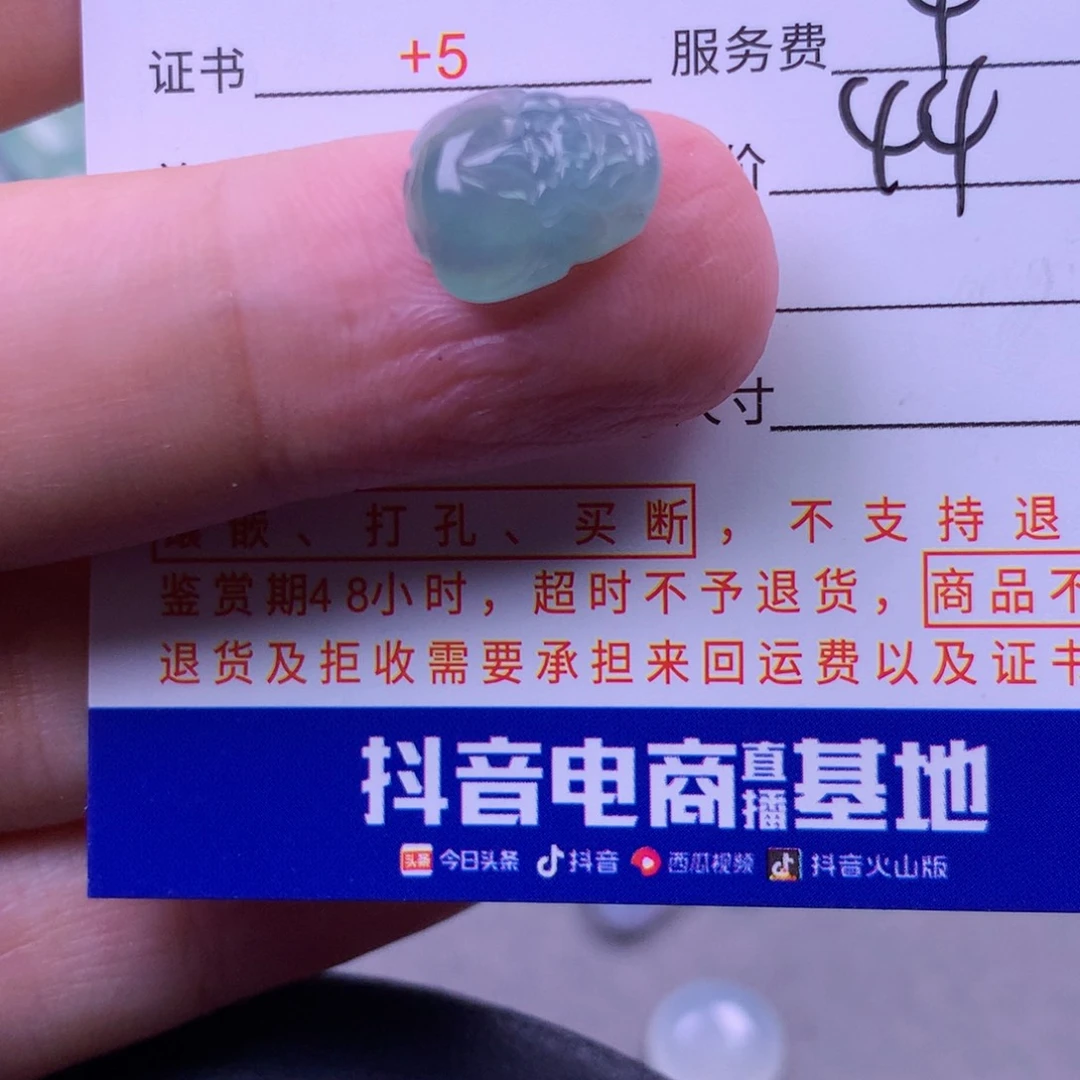 证书 +5 服务费
价
寸
嵌、打孔、买断，不支持退
鉴赏期48小时，超时不予退货，商品不
退货及拒收需要承担来回运费以及证书
抖音电商直播基地
头条 今日头条 抖音 西瓜视频 抖音火山版